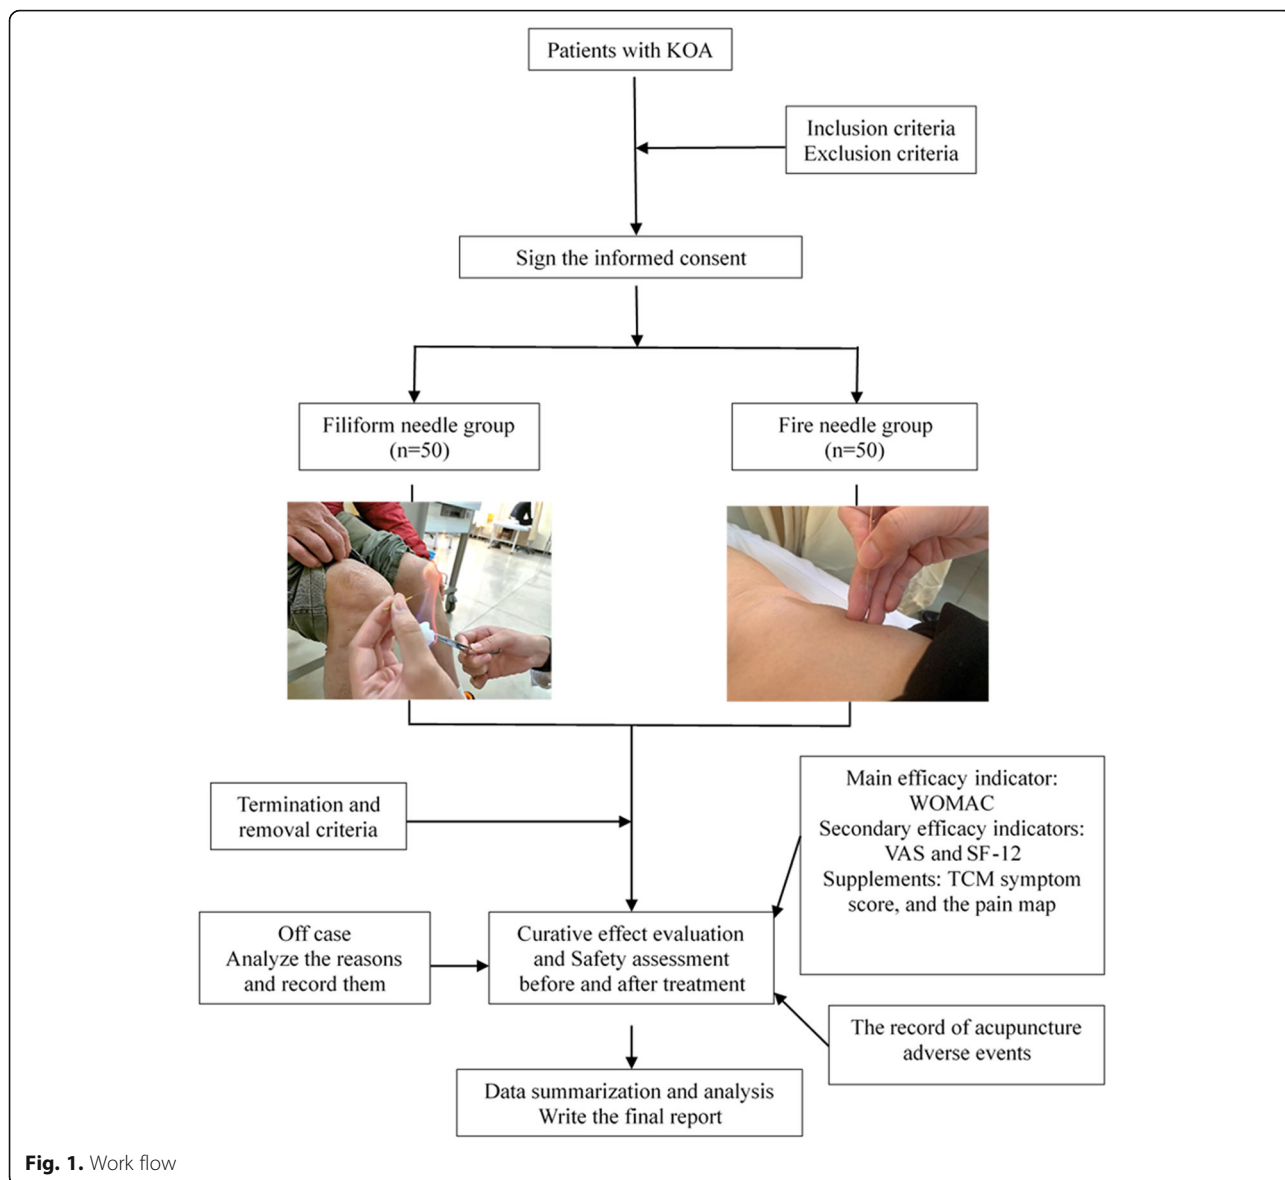 Patients with KOA
Inclusion criteria
Exclusion criteria
Sign the informed consent
Filiform needle group
(n=50)
Fire needle group
(n=50)
Termination and
removal criteria
Main efficacy indicator:
WOMAC
Secondary efficacy indicators:
VAS and SF-12
Supplements: TCM symptom
score, and the pain map
Off case
Analyze the reasons
and record them
Curative effect evaluation
and Safety assessment
before and after treatment
The record of acupuncture
adverse events
Data summarization and analysis
Write the final report
Fig. 1. Work flow